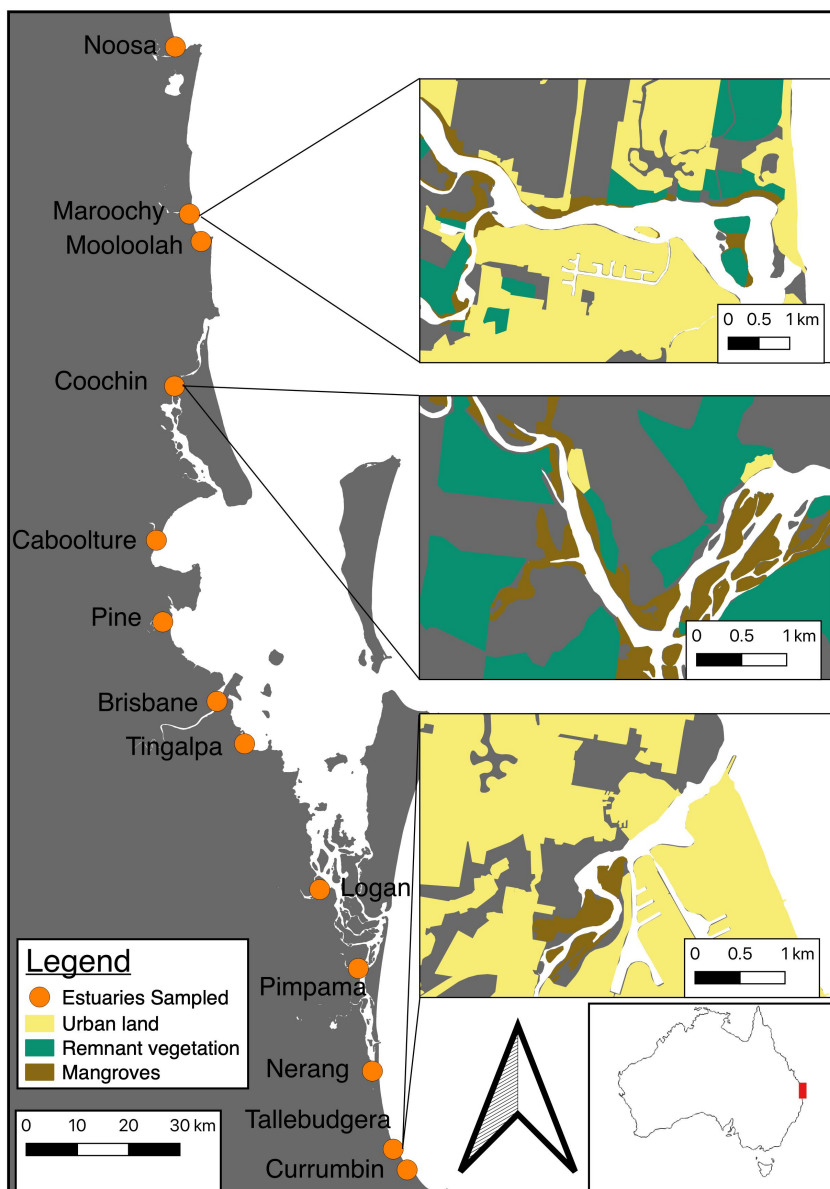 Noosa
Maroochy
Mooloolah
0 0.5 1 km
Coochin
Caboolture
Pine
0 0.5 1 km
Brisbane
Tingalpa
Logan
0 0.5 1 km
Legend
Estuaries Sampled
Urban land
Remnant vegetation
Mangroves
Pimpama
Nerang
Tallebudgera
Currumbin
0 10 20 30 km